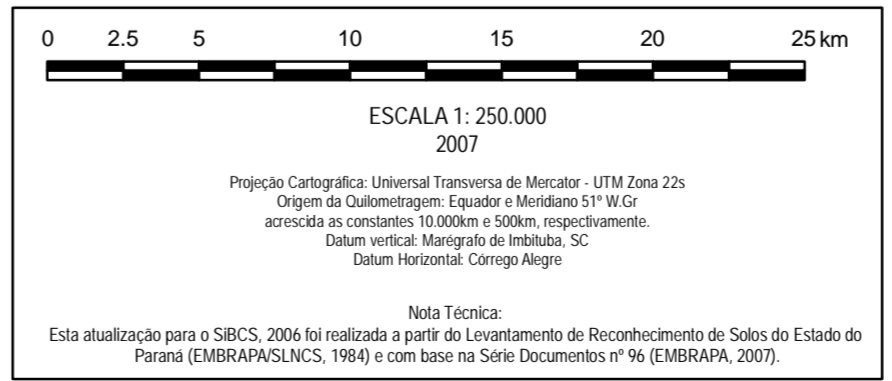 0 2.5 5 10 15 20 25 km
ESCALA 1: 250.000
2007
Projeção Cartográfica: Universal Transversa de Mercator - UTM Zona 22s
Origem da Quilometragem: Equador e Meridiano 51º W.Gr
acrescida as constantes 10.000km e 500km, respectivamente.
Datum vertical: Marégrafo de Imbituba, SC
Datum Horizontal: Córrego Alegre
Nota Técnica:
Esta atualização para o SiBCS, 2006 foi realizada a partir do Levantamento de Reconhecimento de Solos do Estado do
Paraná (EMBRAPA/SLNCS, 1984) e com base na Série Documentos nº 96 (EMBRAPA, 2007).